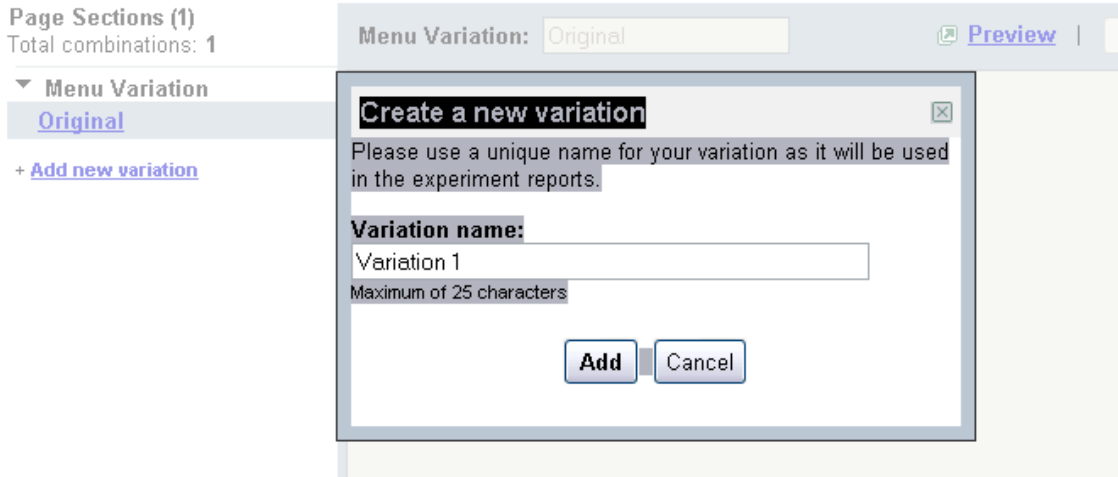 Page Sections (1)
Total combinations: 1
Menu Variation
Original
+ Add new variation
Menu Variation: Original
Preview |
Create a new variation
Please use a unique name for your variation as it will be used
in the experiment reports.
Variation name:
Variation 1
Maximum of 25 characters
Add Cancel